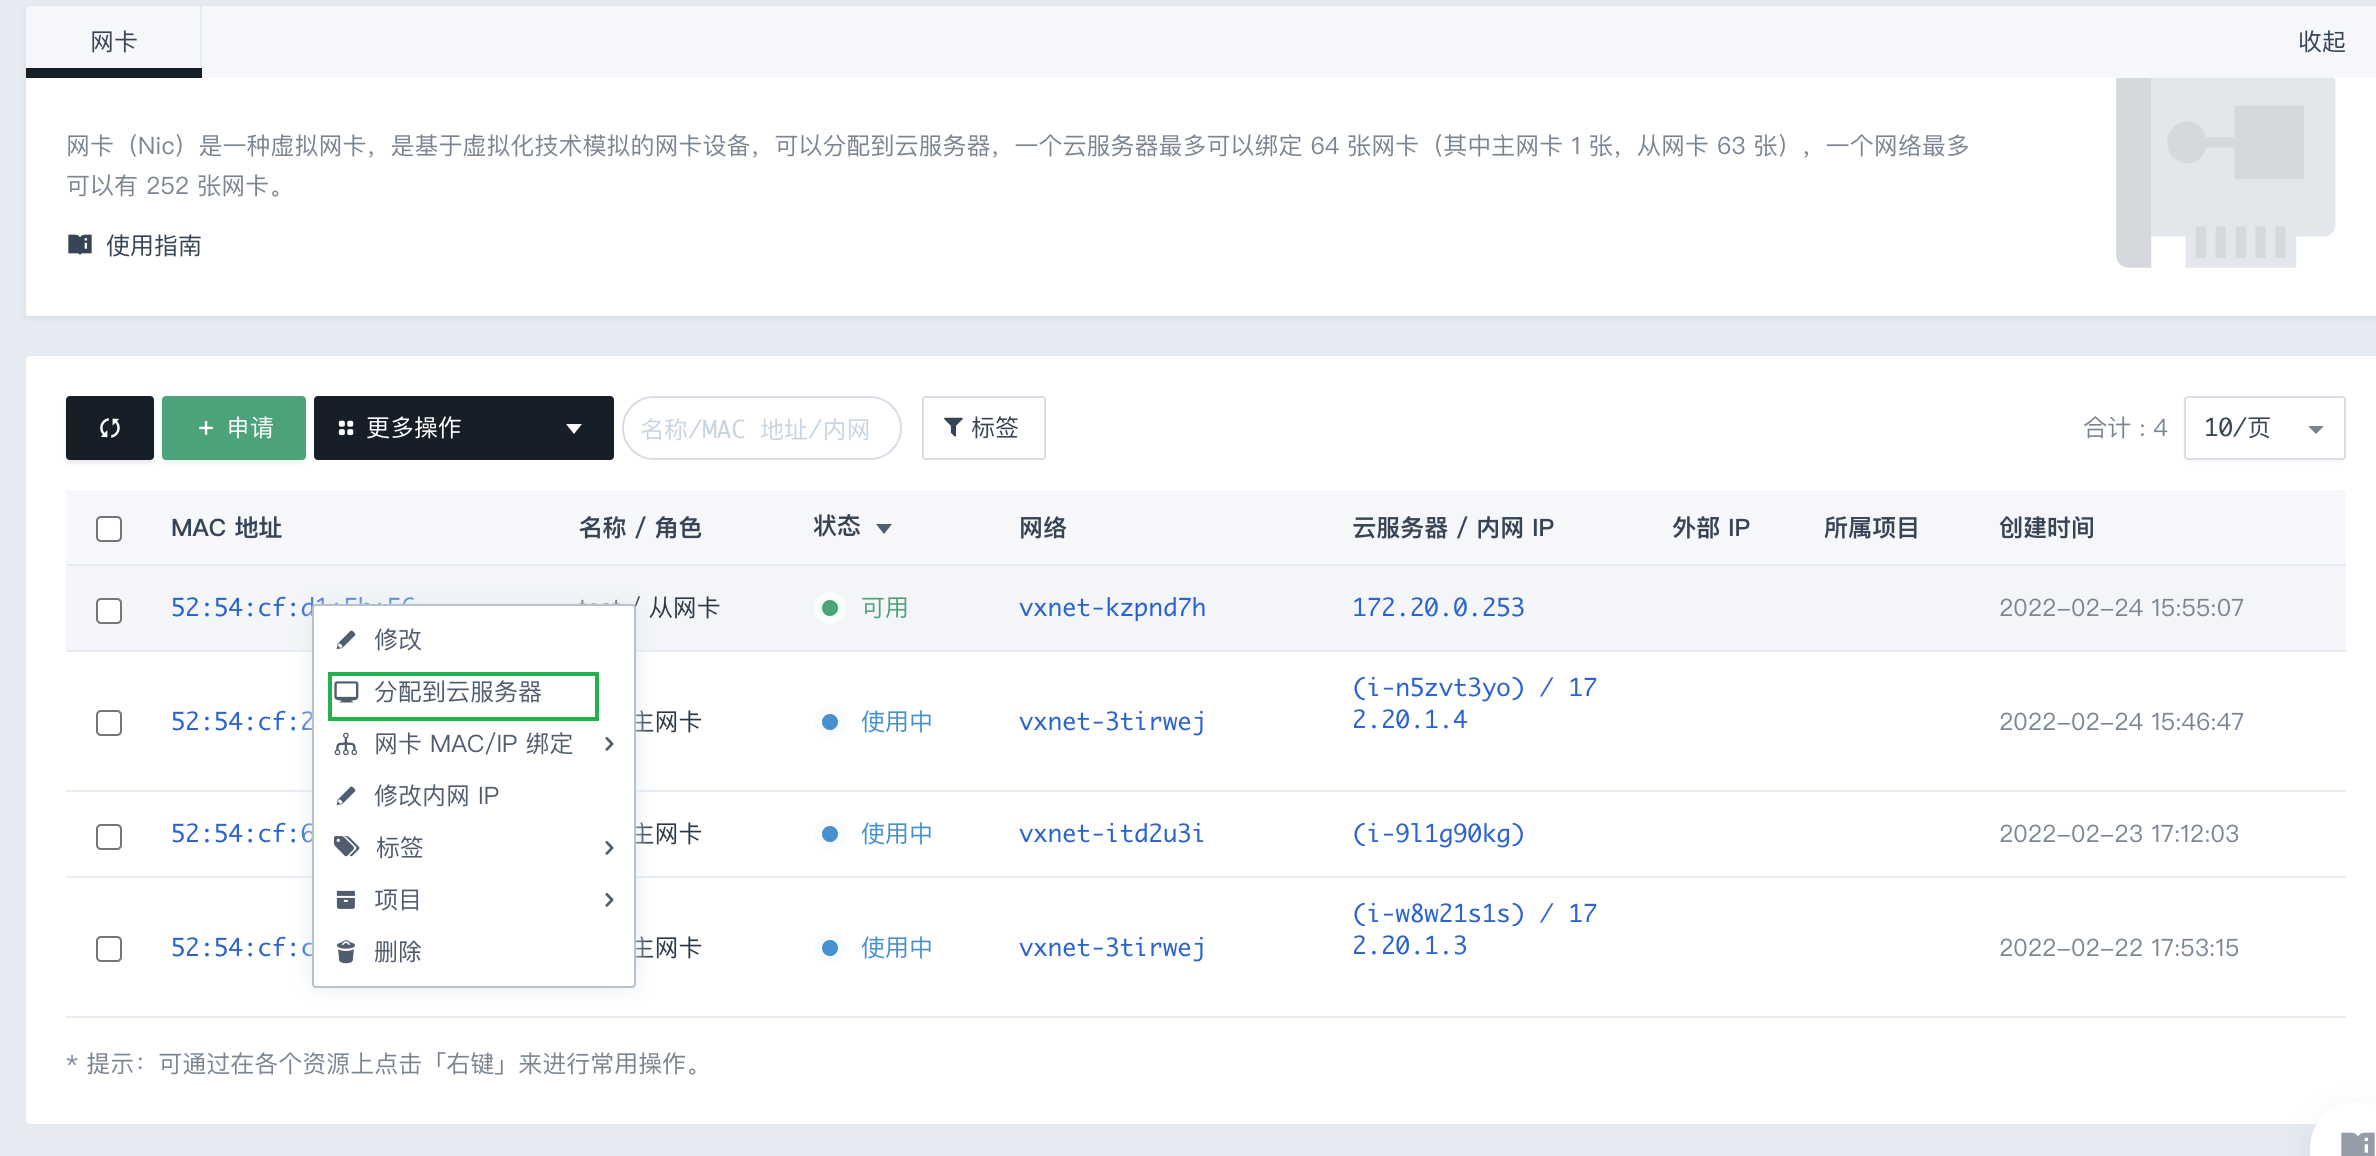 网卡
收起
网卡（Nic）是一种虚拟网卡，是基于虚拟化技术模拟的网卡设备，可以分配到云服务器，一个云服务器最多可以绑定 64 张网卡（其中主网卡 1 张，从网卡 63 张），一个网络最多
可以有 252 张网卡。
使用指南
+ 申请
更多操作
名称/MAC 地址/内网
标签
合计 : 4
10/页
MAC 地址
名称 / 角色
状态
网络
云服务器 / 内网 IP
外部 IP
所属项目
创建时间
52:54:cf:d1:5b:56
/ 从网卡
可用
vxnet-kzpnd7h
172.20.0.253
2022-02-24 15:55:07
52:54:cf:2
主网卡
使用中
vxnet-3tirwej
(i-n5zvt3yo) / 17
2.20.1.4
2022-02-24 15:46:47
52:54:cf:6
主网卡
使用中
vxnet-itd2u3i
(i-9l1g90kg)
2022-02-23 17:12:03
52:54:cf:c
主网卡
使用中
vxnet-3tirwej
(i-w8w21s1s) / 17
2.20.1.3
2022-02-22 17:53:15
修改
分配到云服务器
网卡 MAC/IP 绑定
修改内网 IP
标签
项目
删除
* 提示：可通过在各个资源上点击「右键」来进行常用操作。